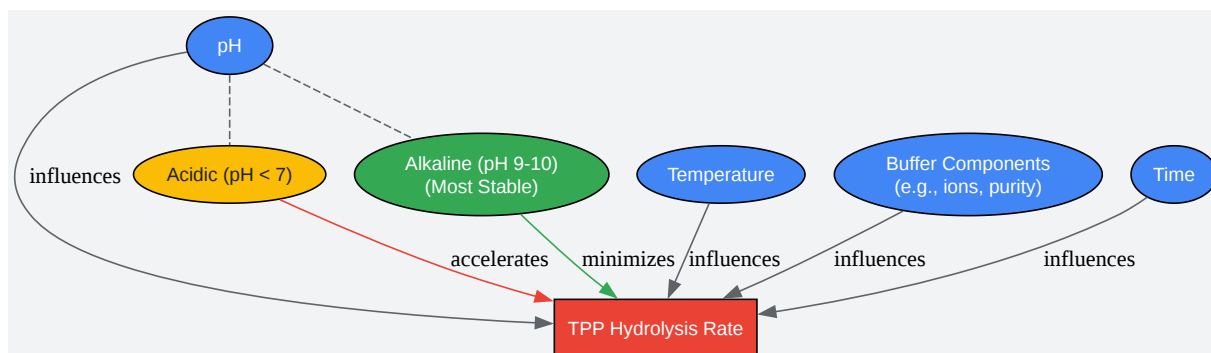 pH
influences
Acidic (pH < 7)
Alkaline (pH 9-10)
(Most Stable)
Temperature
Buffer Components
(e.g., ions, purity)
Time
accelerates
minimizes
influences
influences
influences
TPP Hydrolysis Rate